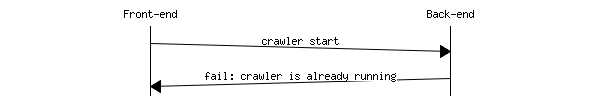 Front-end Back-end
crawler start
fail: crawler is already running